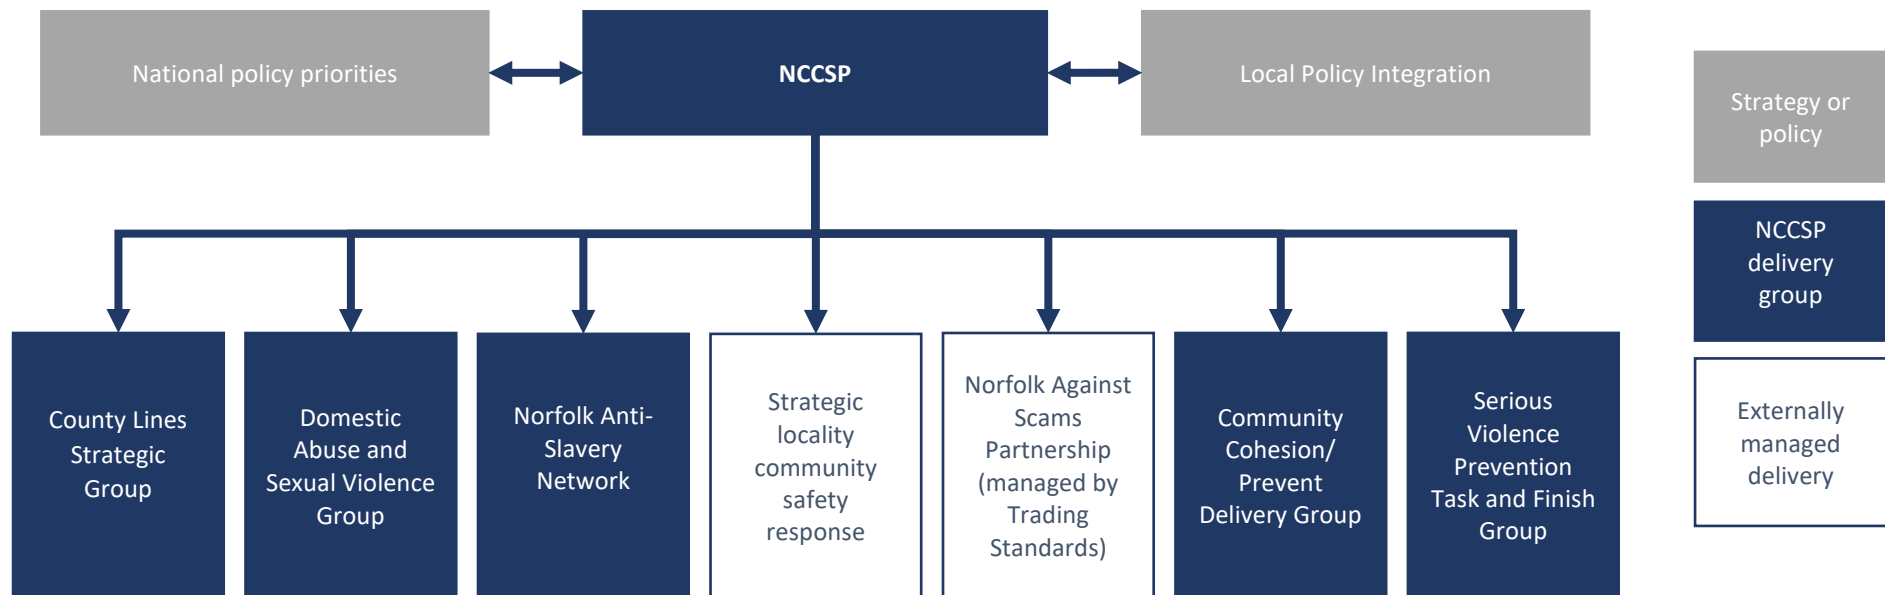 National policy priorities
NCCSP
Local Policy Integration
Strategy or
policy
NCCSP
delivery
group
Externally
managed
delivery
County Lines
Strategic
Group
Domestic
Abuse and
Sexual Violence
Group
Norfolk Anti-
Slavery
Network
Strategic
locality
community
safety
response
Norfolk Against
Scams
Partnership
(managed by
Trading
Standards)
Community
Cohesion/
Prevent
Delivery Group
Serious
Violence
Prevention
Task and Finish
Group